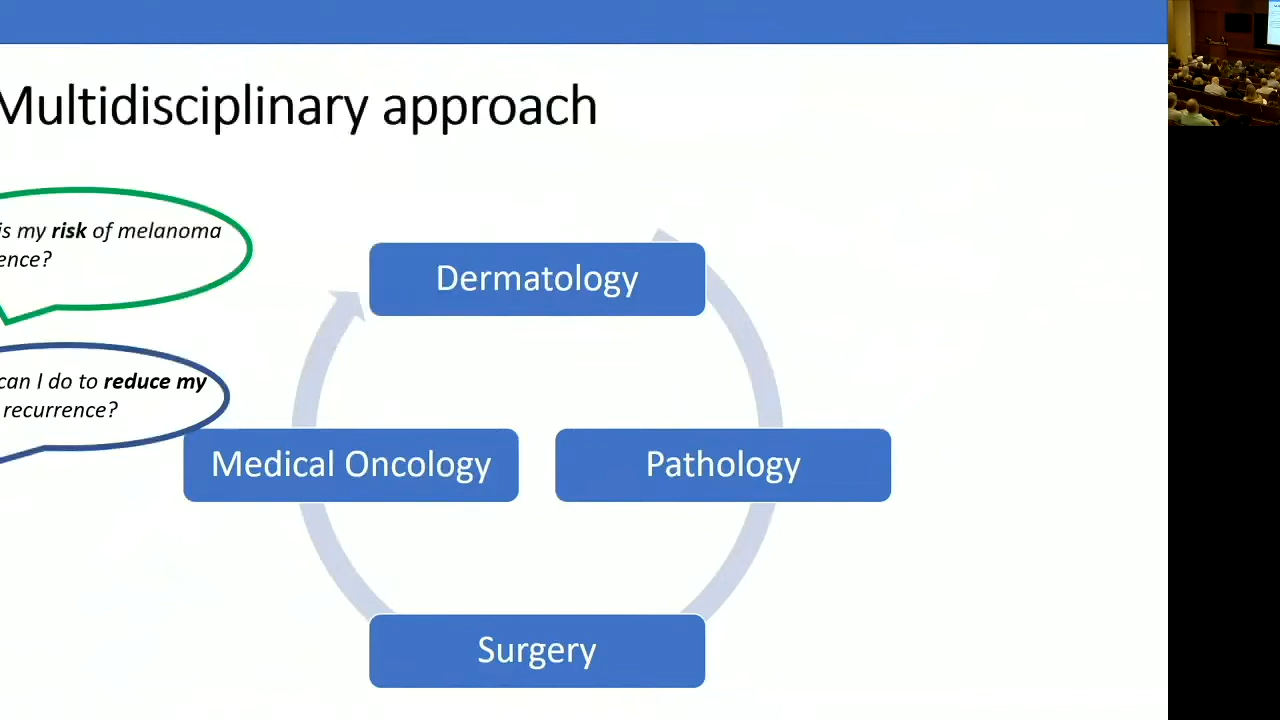 Multidisciplinary approach
is my risk of melanoma
ence?
can I do to reduce my
recurrence?
Dermatology
Medical Oncology
Pathology
Surgery